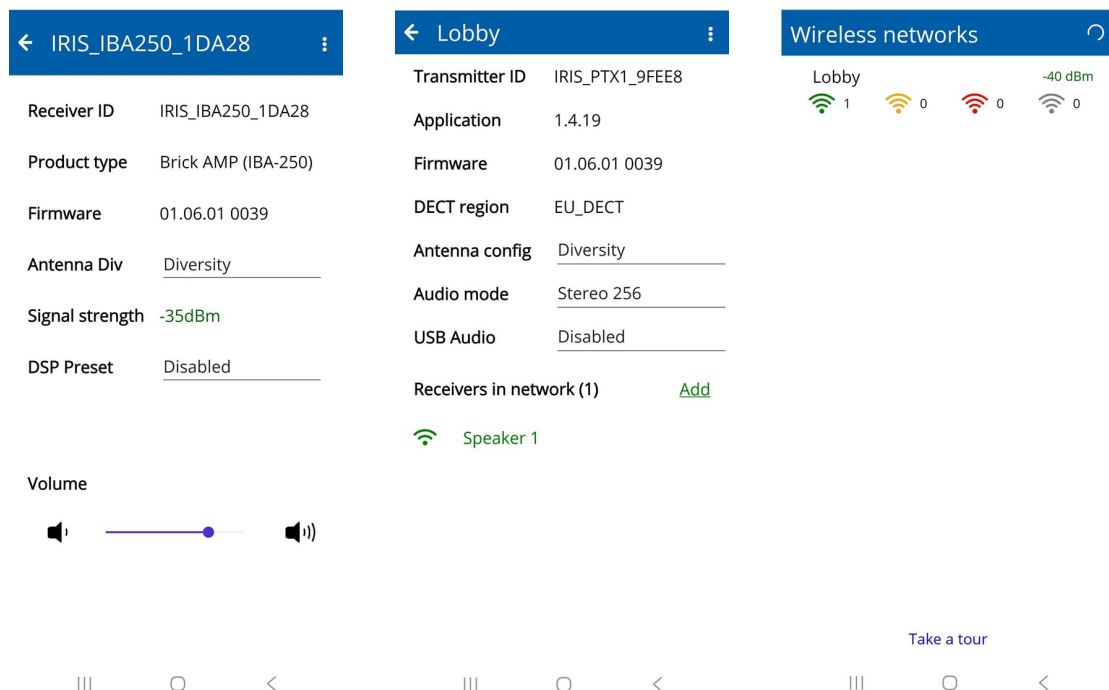 IRIS_IBA250_1DA28
Receiver ID IRIS_IBA250_1DA28
Product type Brick AMP (IBA-250)
Firmware 01.06.01 0039
Antenna Div Diversity
Signal strength -35dBm
DSP Preset Disabled
Volume
Lobby
Transmitter ID IRIS_PTX1_9FEE8
Application 1.4.19
Firmware 01.06.01 0039
DECT region EU_DECT
Antenna config Diversity
Audio mode Stereo 256
USB Audio Disabled
Receivers in network (1) Add
Speaker 1
Wireless networks
Lobby -40 dBm
1 0 0 0
Take a tour